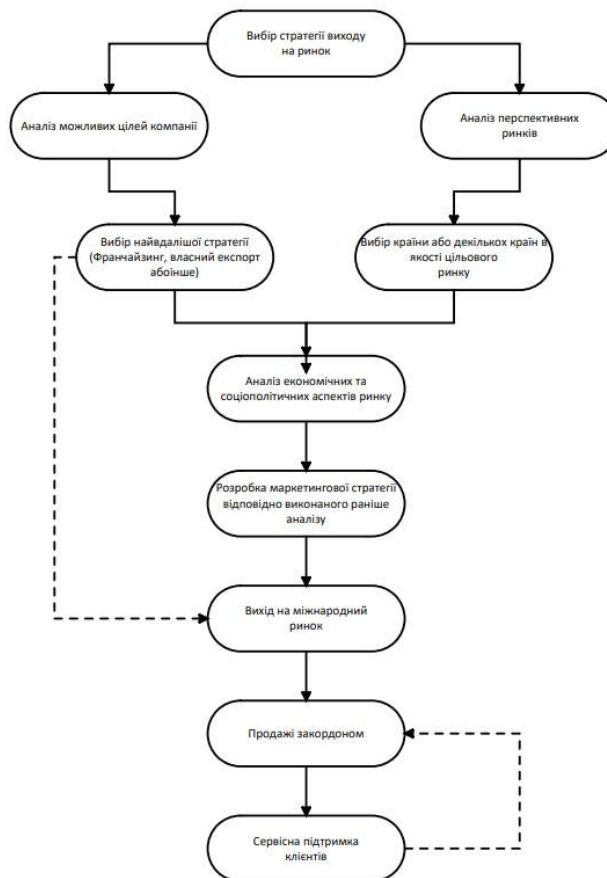 Вибір стратегії виходу
на ринок
Аналіз можливих цілей компанії
Аналіз перспективних
ринків
Вибір найвдалішої стратегії
(Франчайзинг, власний експорт
абоінше)
Вибір країни або декількох країн в
якості цільового
ринку
Аналіз економічних та
соціополітичних аспектів ринку
Розробка маркетингової стратегії
відповідно виконаного раніше
аналізу
Вихід на міжнародний
ринок
Продажі закордоном
Сервісна підтримка
клієнтів